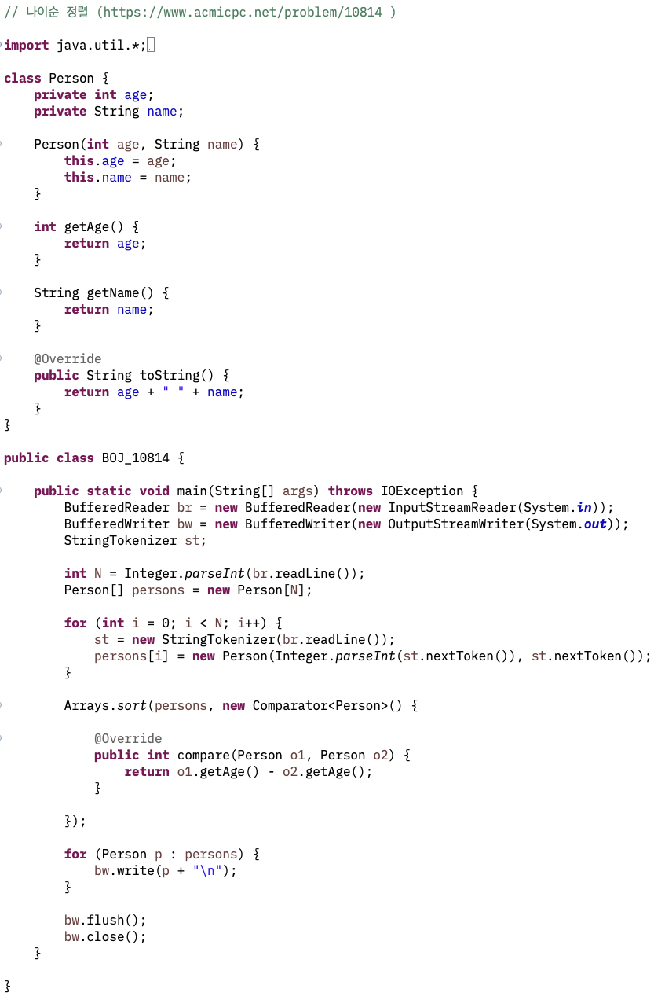 // 나이순 정렬 (https://www.acmicpc.net/problem/10814 )
import java.util.*;
class Person {
    private int age;
    private String name;
    Person(int age, String name) {
        this.age = age;
        this.name = name;
    }
    int getAge() {
        return age;
    }
    String getName() {
        return name;
    }
    @Override
    public String toString() {
        return age + " " + name;
    }
}
public class BOJ_10814 {
    public static void main(String[] args) throws IOException {
        BufferedReader br = new BufferedReader(new InputStreamReader(System.in));
        BufferedWriter bw = new BufferedWriter(new OutputStreamWriter(System.out));
        StringTokenizer st;
        int N = Integer.parseInt(br.readLine());
        Person[] persons = new Person[N];
        for (int i = 0; i < N; i++) {
            st = new StringTokenizer(br.readLine());
            persons[i] = new Person(Integer.parseInt(st.nextToken()), st.nextToken());
        }
        Arrays.sort(persons, new Comparator<Person>() {
            @Override
            public int compare(Person o1, Person o2) {
                return o1.getAge() - o2.getAge();
            }
        });
        for (Person p : persons) {
            bw.write(p + "\n");
        }
        bw.flush();
        bw.close();
    }
}